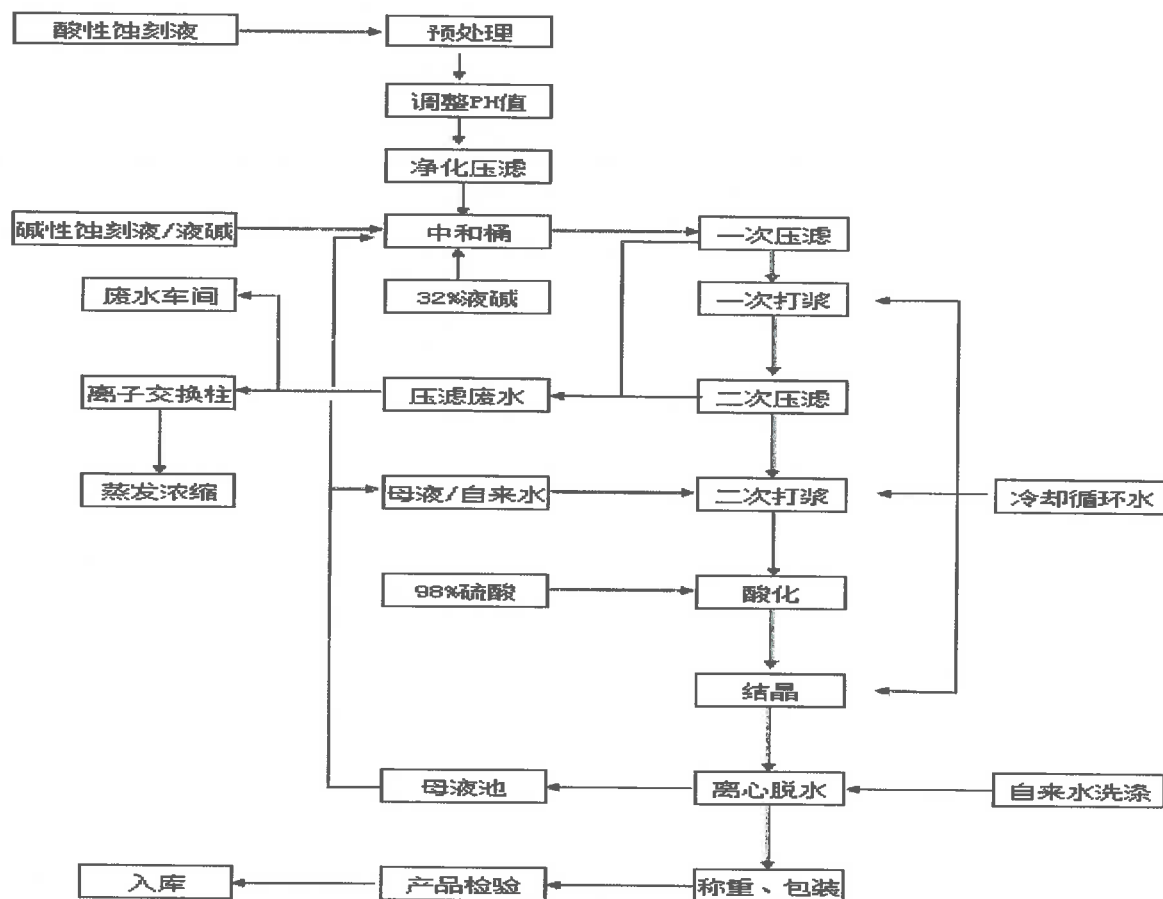 酸性蚀刻液
预处理
调整PH值
净化压滤
碱性蚀刻液/液碱
中和桶
一次压滤
废水车间
32%液碱
一次打浆
离子交换柱
压滤废水
二次压滤
蒸发浓缩
母液/自来水
二次打浆
冷却循环水
98%硫酸
酸化
结晶
母液池
离心脱水
自来水洗涤
入库
产品检验
称重、包装